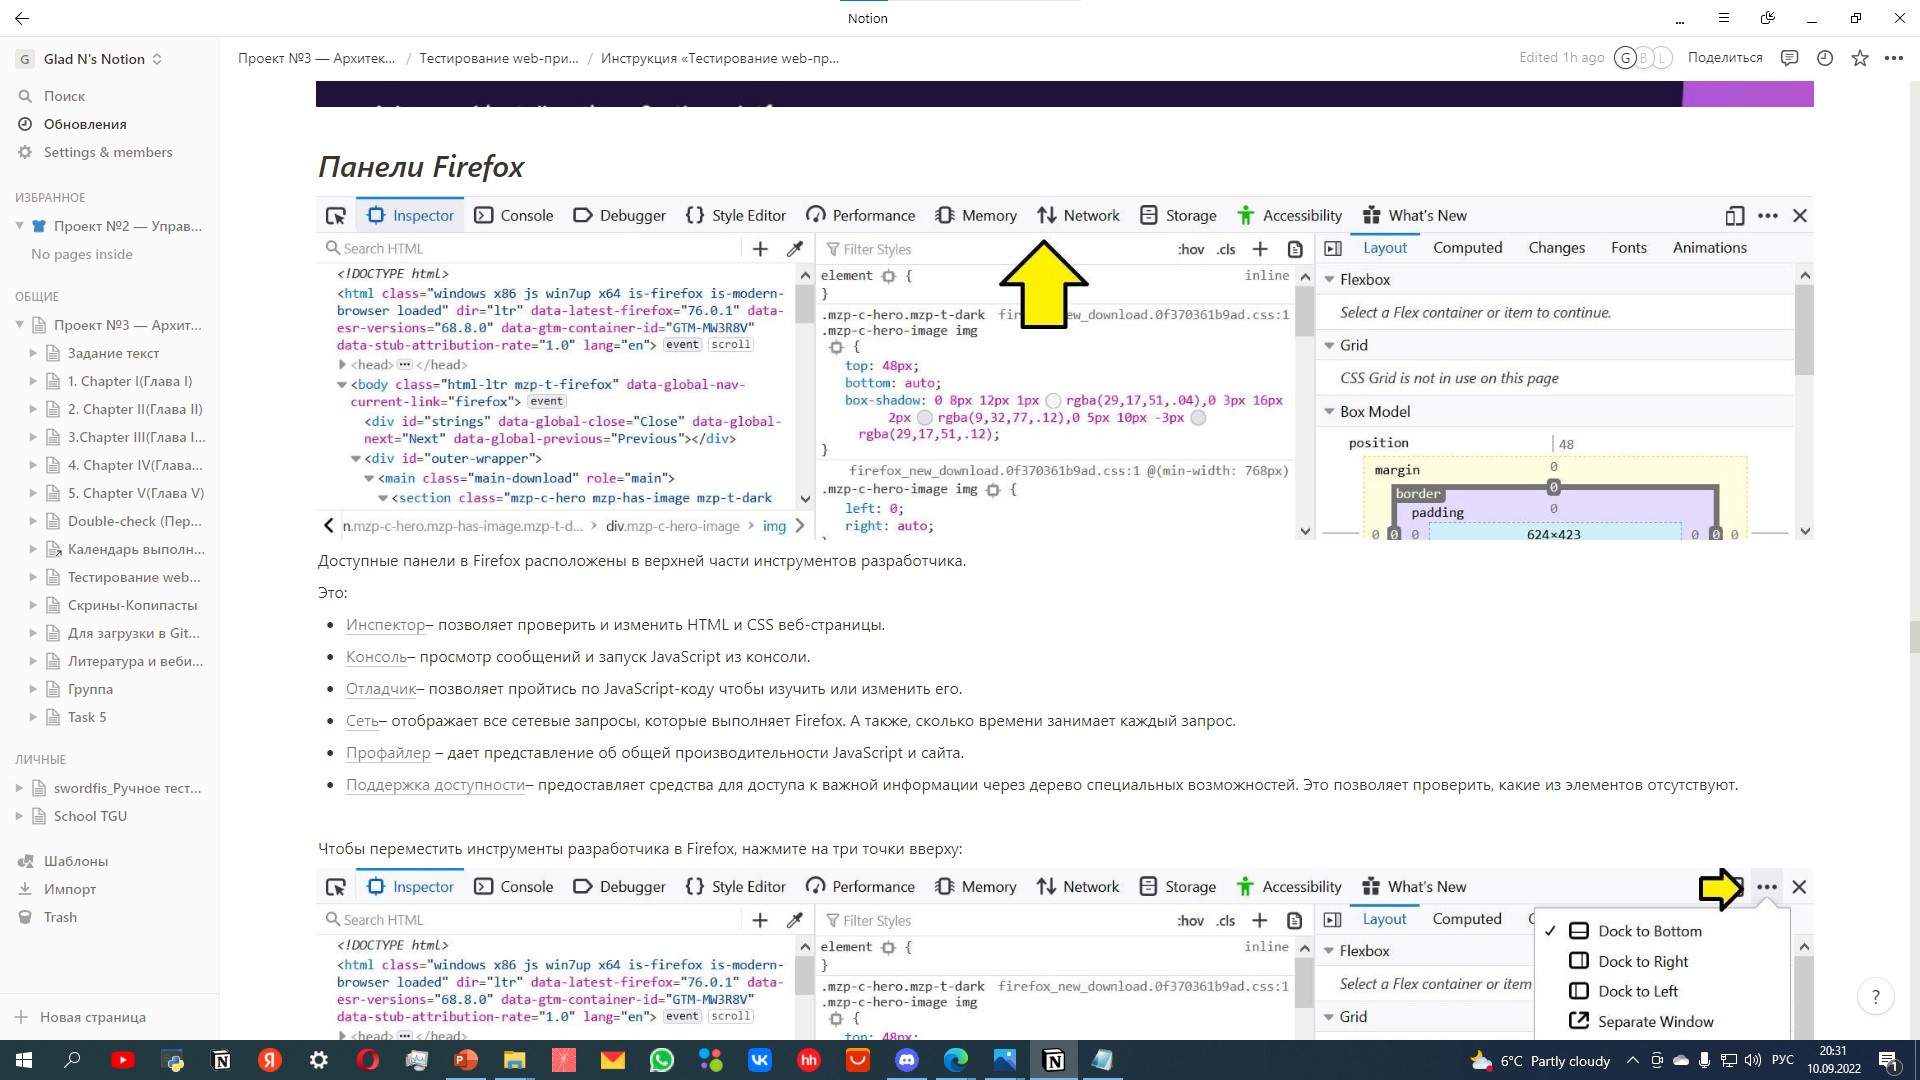 Notion
Glad N's Notion
Проект №3 — Архитек... / Тестирование web-при... / Инструкция «Тестирование web-пр...
Edited 1h ago
G B L
Поделиться
Поиск
Обновления
Settings & members
ИЗБРАННОЕ
Проект №2 — Управ...
No pages inside
ОБЩИЕ
Проект №3 — Архит...
Задание текст
1. Chapter I(Глава I)
2. Chapter II(Глава II)
3.Chapter III(Глава I...
4. Chapter IV(Глава...
5. Chapter V(Глава V)
Double-check (Пер...
Календарь выполн...
Тестирование web...
Скрины-Копипасты
Для загрузки в Git...
Литература и веби...
Группа
Task 5
ЛИЧНЫЕ
swordfis_Ручное тест...
School TGU
Шаблоны
Импорт
Trash
Новая страница
Панели Firefox
Inspector Console Debugger Style Editor Performance Memory Network Storage Accessibility What's New
Search HTML
<!DOCTYPE html>
<html class="windows x86 js win7up x64 is-firefox is-modern-
browser loaded" dir="ltr" data-latest-firefox="76.0.1" data-
esr-versions="68.8.0" data-gtm-container-id="GTM-MW3R8V"
data-stub-attribution-rate="1.0" lang="en"> event scroll
<head> ••• </head>
<body class="html-ltr mzp-t-firefox" data-global-nav-
current-link="firefox"> event
<div id="strings" data-global-close="Close" data-global-
next="Next" data-global-previous="Previous"></div>
<div id="outer-wrapper">
<main class="main-download" role="main">
<section class="mzp-c-hero mzp-has-image mzp-t-dark
n.mzp-c-hero.mzp-has-image.mzp-t-d... > div.mzp-c-hero-image > img
Filter Styles
:hov .cls
element {
inline
}
.mzp-c-hero.mzp-t-dark
ew_download.0f370361b9ad.css:1
.mzp-c-hero-image img
{
top: 48px;
bottom: auto;
box-shadow: 0 8px 12px 1px rgba(29,17,51,.04),0 3px 16px
2px rgba(9,32,77,.12),0 5px 10px -3px
rgba(29,17,51,.12);
}
firefox_new_download.0f370361b9ad.css:1 @(min-width: 768px)
.mzp-c-hero-image img {
left: 0;
right: auto;
Layout Computed Changes Fonts Animations
Flexbox
Select a Flex container or item to continue.
Grid
CSS Grid is not in use on this page
Box Model
position 48
margin 0
border 0
padding 0
0 0 0 624×423 0 0 0
Доступные панели в Firefox расположены в верхней части инструментов разработчика.
Это:
• Инспектор– позволяет проверить и изменить HTML и CSS веб-страницы.
• Консоль– просмотр сообщений и запуск JavaScript из консоли.
• Отладчик– позволяет пройтись по JavaScript-коду чтобы изучить или изменить его.
• Сеть– отображает все сетевые запросы, которые выполняет Firefox. А также, сколько времени занимает каждый запрос.
• Профайлер – дает представление об общей производительности JavaScript и сайта.
• Поддержка доступности– предоставляет средства для доступа к важной информации через дерево специальных возможностей. Это позволяет проверить, какие из элементов отсутствуют.
Чтобы переместить инструменты разработчика в Firefox, нажмите на три точки вверху:
Inspector Console Debugger Style Editor Performance Memory Network Storage Accessibility What's New
Search HTML
<!DOCTYPE html>
<html class="windows x86 js win7up x64 is-firefox is-modern-
browser loaded" dir="ltr" data-latest-firefox="76.0.1" data-
esr-versions="68.8.0" data-gtm-container-id="GTM-MW3R8V"
data-stub-attribution-rate="1.0" lang="en"> event scroll
<head> ••• </head>
Filter Styles
:hov .cls
element {
inline
}
.mzp-c-hero.mzp-t-dark firefox_new_download.0f370361b9ad.css:1
.mzp-c-hero-image img
{
top: 48px;
Layout Computed
Flexbox
Select a Flex container or item
Grid
✓ Dock to Bottom
Dock to Right
Dock to Left
Separate Window
?
6°C Partly cloudy
РУС
20:31
10.09.2022
1